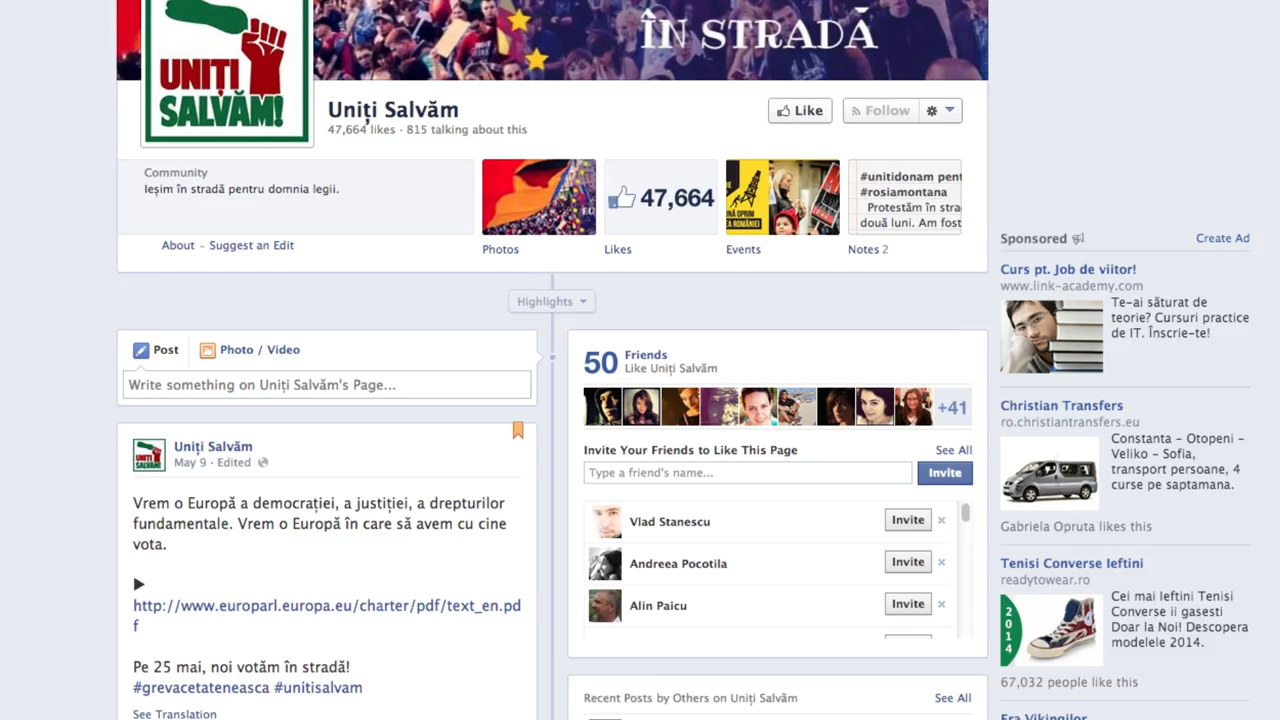 ÎN STRADĂ
UNIȚI
SALVĂM!
Uniți Salvăm
47,664 likes · 815 talking about this
Like
Follow
Community
Ieșim în stradă pentru domnia legii.
About - Suggest an Edit
Photos
47,664
Likes
Events
#unitidonam pent
#rosiamontana
Protestăm în stra
două luni. Am fost
Notes 2
Highlights
Post
Photo / Video
Write something on Uniți Salvăm's Page...
Uniți Salvăm
May 9 · Edited
Vrem o Europă a democrației, a justiției, a drepturilor
fundamentale. Vrem o Europă în care să avem cu cine
vota.
http://www.europarl.europa.eu/charter/pdf/text_en.pd
f
Pe 25 mai, noi votăm în stradă!
#grevacetateneasca #unitisalvam
See Translation
50 Friends
Like Uniți Salvăm
+41
Invite Your Friends to Like This Page
See All
Type a friend's name...
Invite
Vlad Stanescu
Invite
Andreea Pocotila
Invite
Alin Paicu
Invite
Recent Posts by Others on Uniți Salvăm
See All
Sponsored
Create Ad
Curs pt. Job de viitor!
www.link-academy.com
Te-ai săturat de
teorie? Cursuri practice
de IT. Înscrie-te!
Christian Transfers
ro.christiantransfers.eu
Constanta - Otopeni -
Veliko - Sofia,
transport persoane, 4
curse pe saptamana.
Gabriela Opruta likes this
Tenisi Converse Ieftini
readytowear.ro
2014
Cei mai Ieftini Tenisi
Converse ii gasesti
Doar la Noi! Descopera
modelele 2014.
67,032 people like this
Era Vikingilor